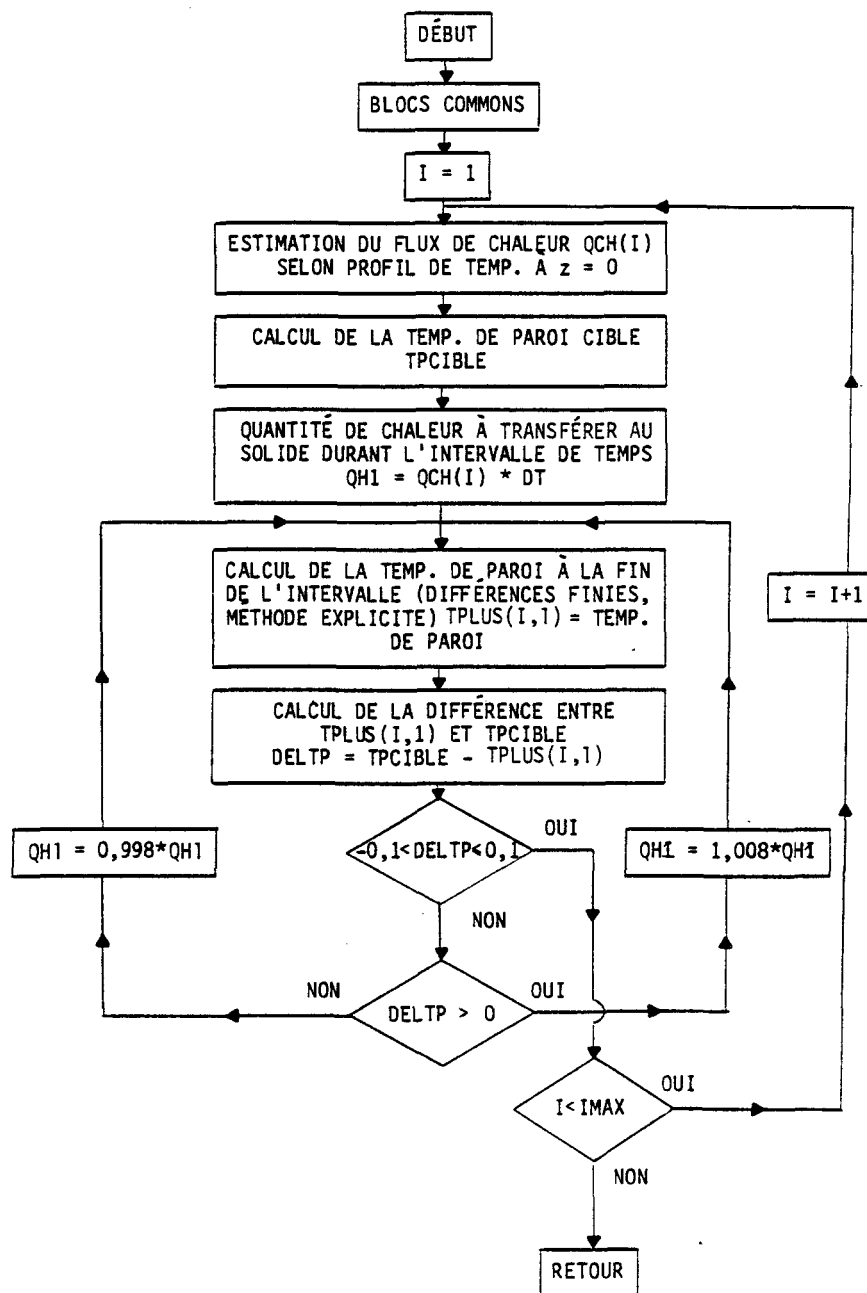 DÉBUT
BLOCS COMMONS
I = 1
ESTIMATION DU FLUX DE CHALEUR QCH(I)
SELON PROFIL DE TEMP. À z = 0
CALCUL DE LA TEMP. DE PAROI CIBLE
TPCIBLE
QUANTITÉ DE CHALEUR À TRANSFÉRER AU
SOLIDE DURANT L'INTERVALLE DE TEMPS
QH1 = QCH(I) * DT
CALCUL DE LA TEMP. DE PAROI À LA FIN
DE L'INTERVALLE (DIFFÉRENCES FINIES,
MÉTHODE EXPLICITE) TPLUS(I,1) = TEMP.
DE PAROI
I = I+1
CALCUL DE LA DIFFÉRENCE ENTRE
TPLUS(I,1) ET TPCIBLE
DELTP = TPCIBLE - TPLUS(I,1)
QH1 = 0,998*QH1
-0,1<DELTP≤0,1
OUI
QH1 = 1,008*QH1
NON
NON
DELTP > 0
OUI
I<IMAX
OUI
NON
RETOUR